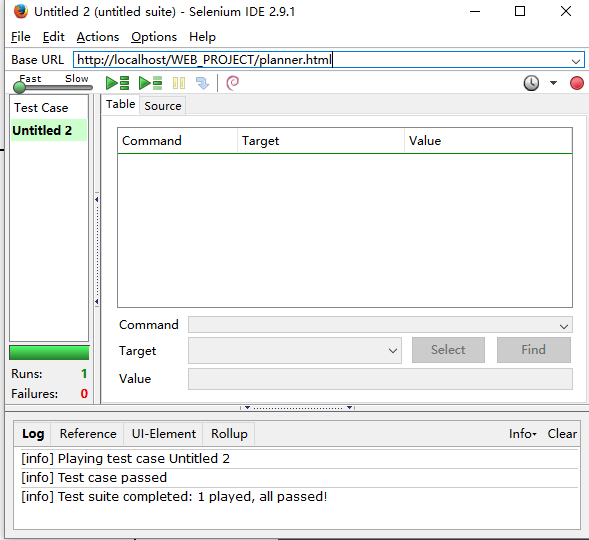 Untitled 2 (untitled suite) - Selenium IDE 2.9.1
File Edit Actions Options Help
Base URL http://localhost/WEB_PROJECT/planner.html
Fast Slow
Test Case
Untitled 2
Table Source
Command Target Value
Command
Target Select Find
Value
Runs: 1
Failures: 0
Log Reference UI-Element Rollup Info Clear
[info] Playing test case Untitled 2
[info] Test case passed
[info] Test suite completed: 1 played, all passed!